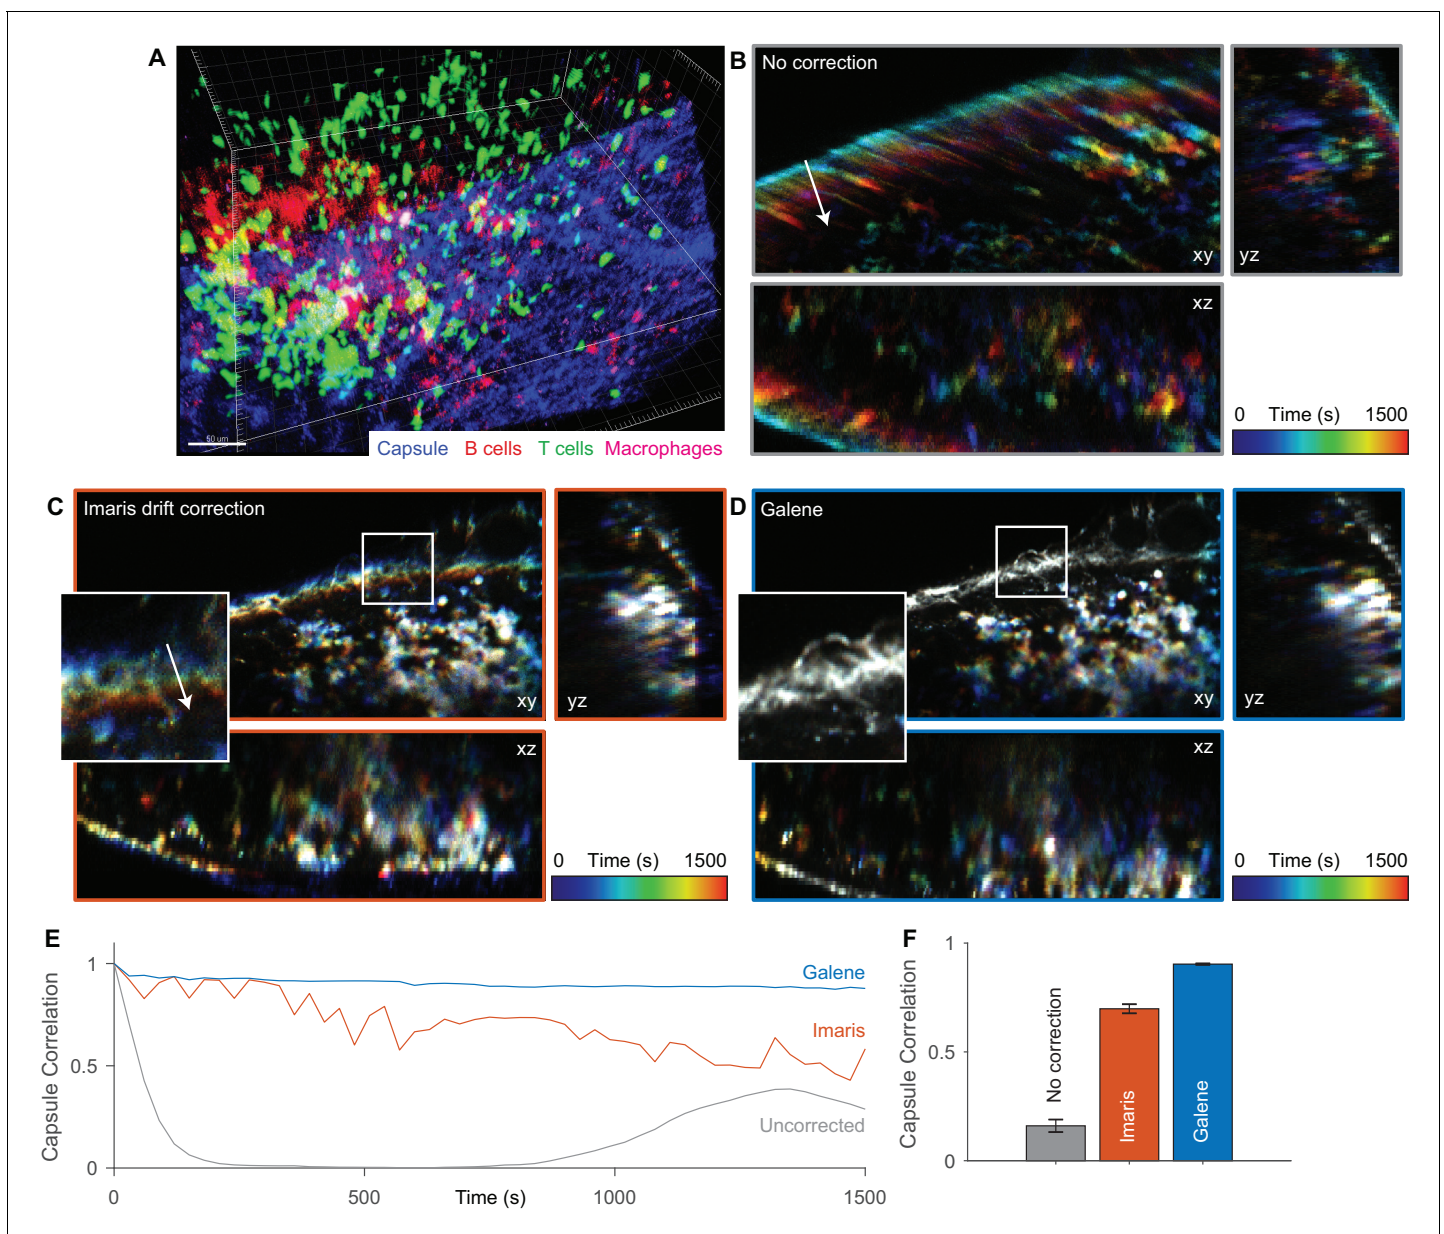 A
50 um
Capsule B cells T cells Macrophages
B
No correction
xy
yz
xz
0 Time (s) 1500
C
Imaris drift correction
xy
yz
xz
0 Time (s) 1500
D
Galene
xy
yz
xz
0 Time (s) 1500
E
Capsule Correlation
1
0.5
0
0
500
Time (s)
1000
1500
Galene
Imaris
Uncorrected
F
Capsule Correlation
1
0.5
0
No correction
Imaris
Galene